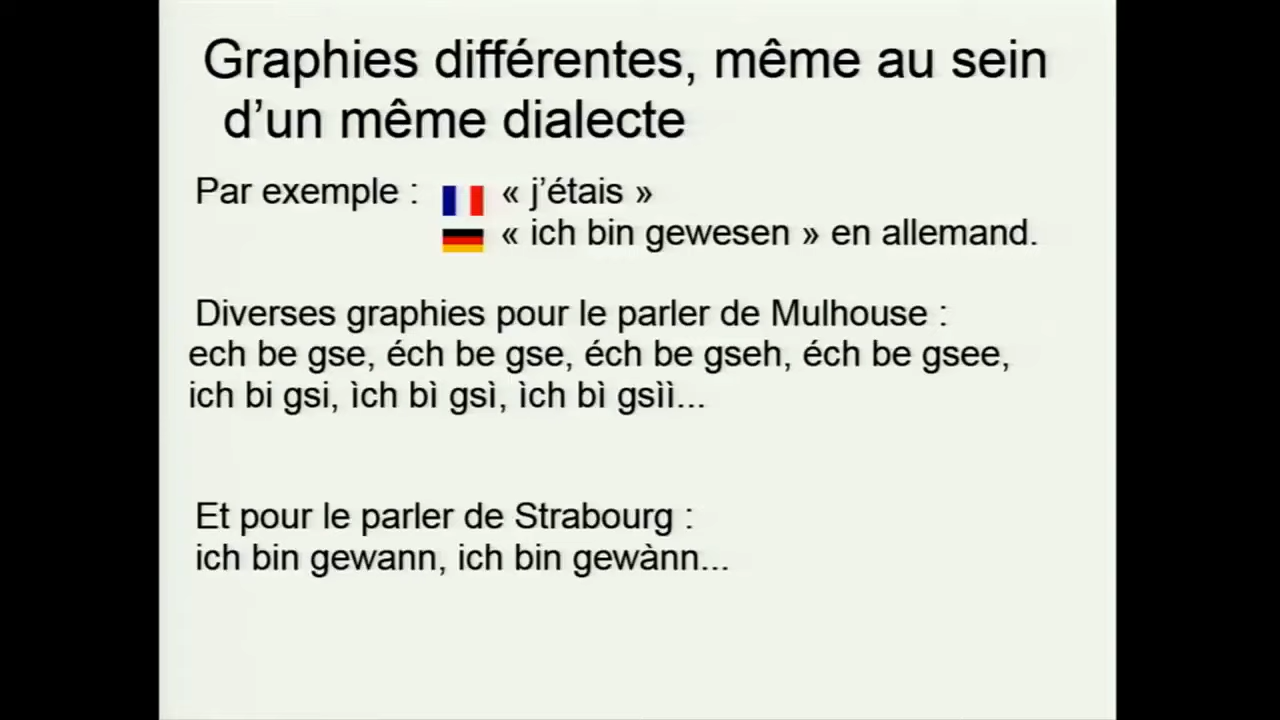 Graphies différentes, même au sein
d’un même dialecte
Par exemple : « j’étais »
« ich bin gewesen » en allemand.
Diverses graphies pour le parler de Mulhouse :
ech be gse, éch be gse, éch be gseh, éch be gsee,
ich bi gsi, ìch bì gsì, ìch bì gsìì...
Et pour le parler de Strabourg :
ich bin gewann, ich bin gewànn...